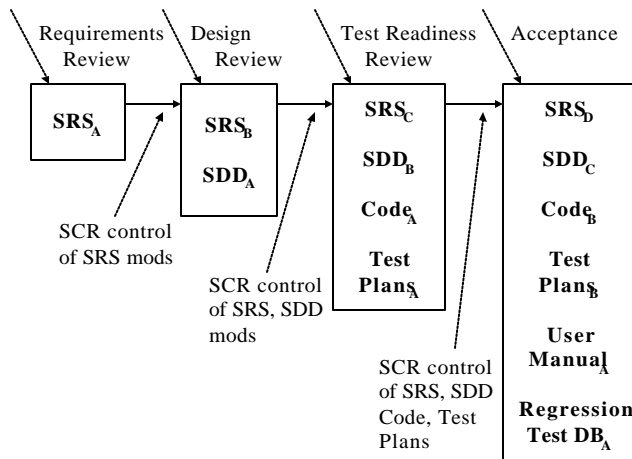 Requirements
Review
Design
Review
Test Readiness
Review
Acceptance
SRSA
SRSB
SDDA
SRSC
SDDB
CodeA
Test
PlansA
SRSD
SDDC
CodeB
Test
PlansB
User
ManualA
Regression
Test DBA
SCR control
of SRS mods
SCR control
of SRS, SDD
mods
SCR control
of SRS, SDD
Code, Test
Plans